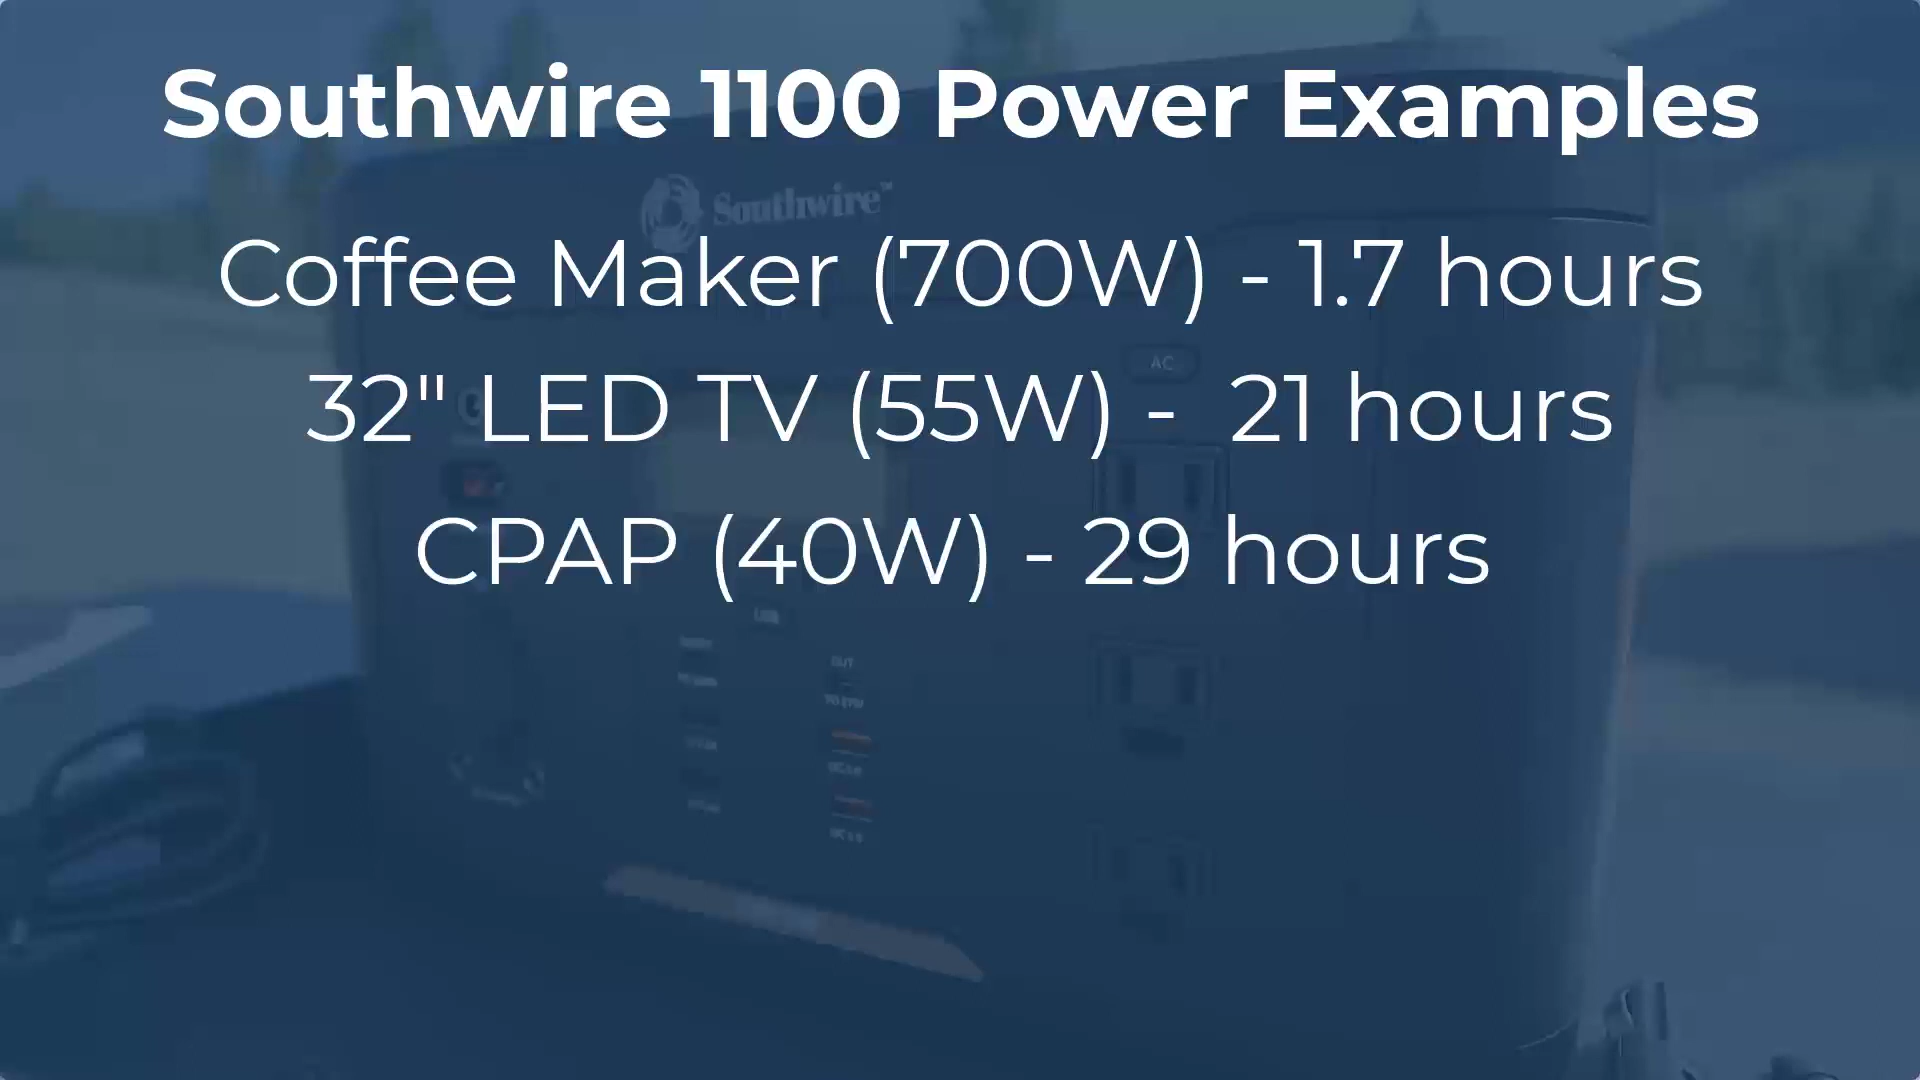 Southwire 1100 Power Examples
Southwire™
Coffee Maker (700W) - 1.7 hours
AC
32" LED TV (55W) - 21 hours
CPAP (40W) - 29 hours